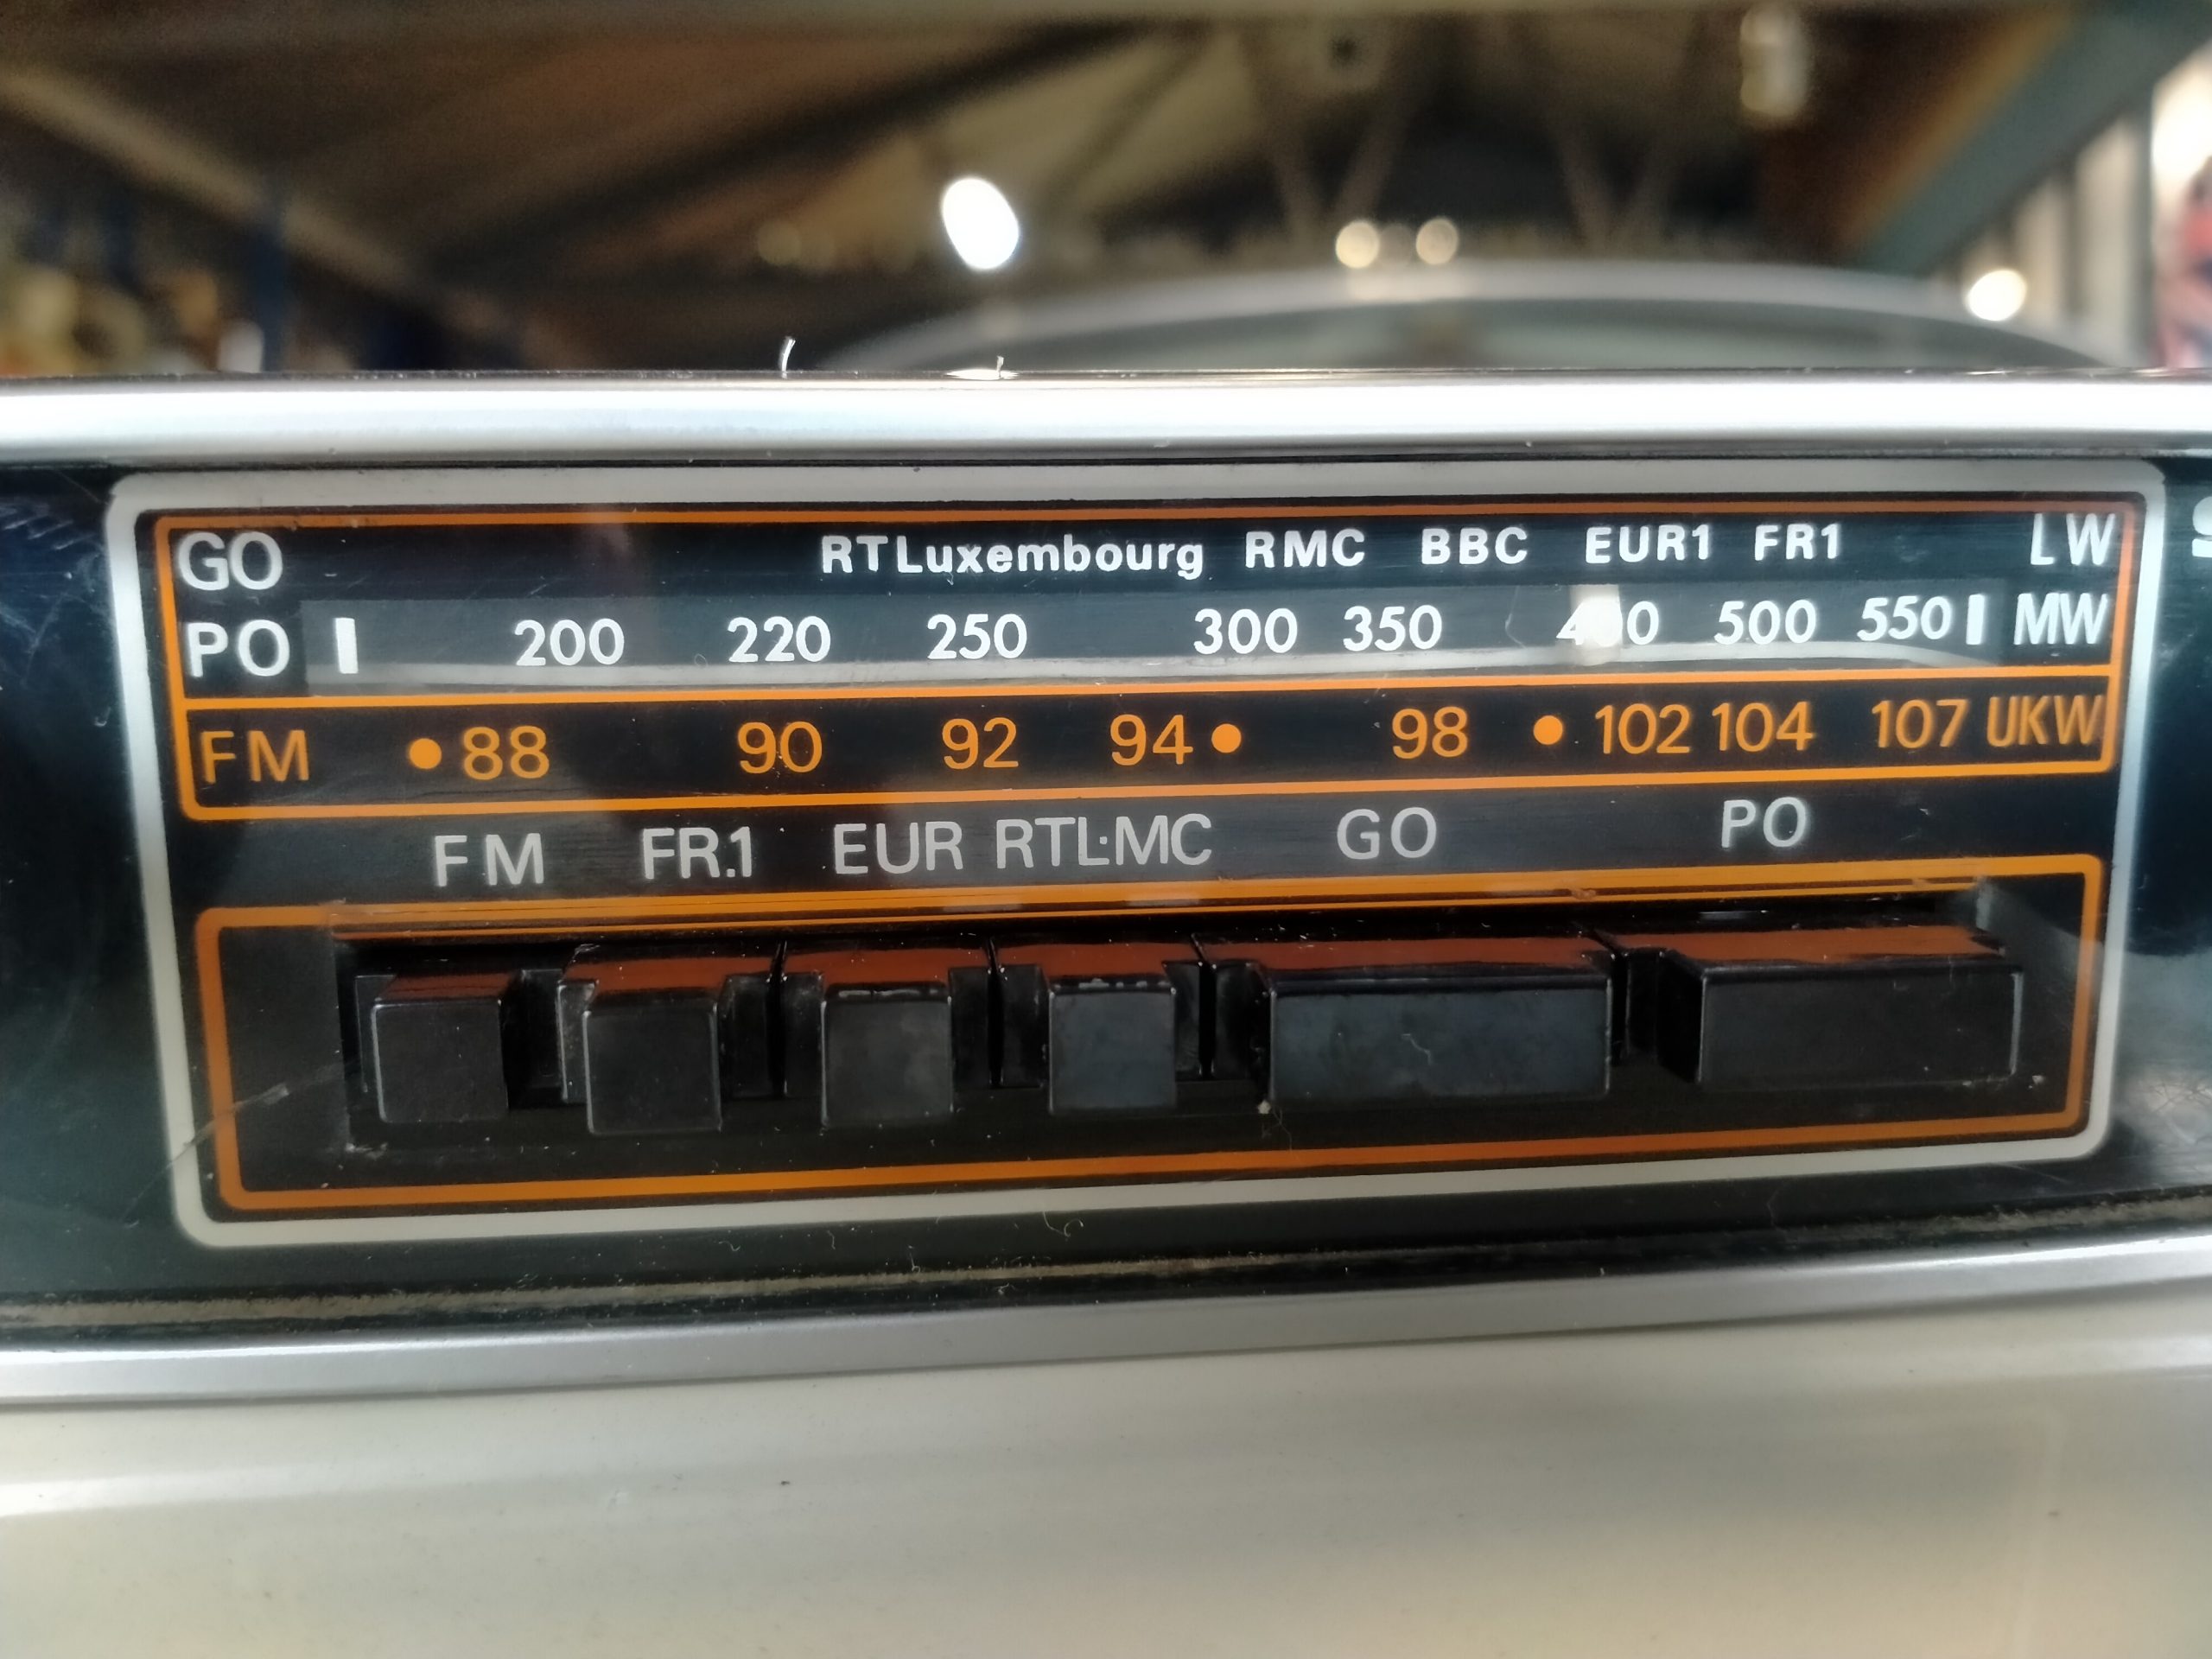 GO RTLuxembourg RMC BBC EUR1 FR1 LW
PO 200 220 250 300 350 400 500 550 MW
FM 88 90 92 94 98 102 104 107 UKW
FM FR.1 EUR RTL·MC GO PO